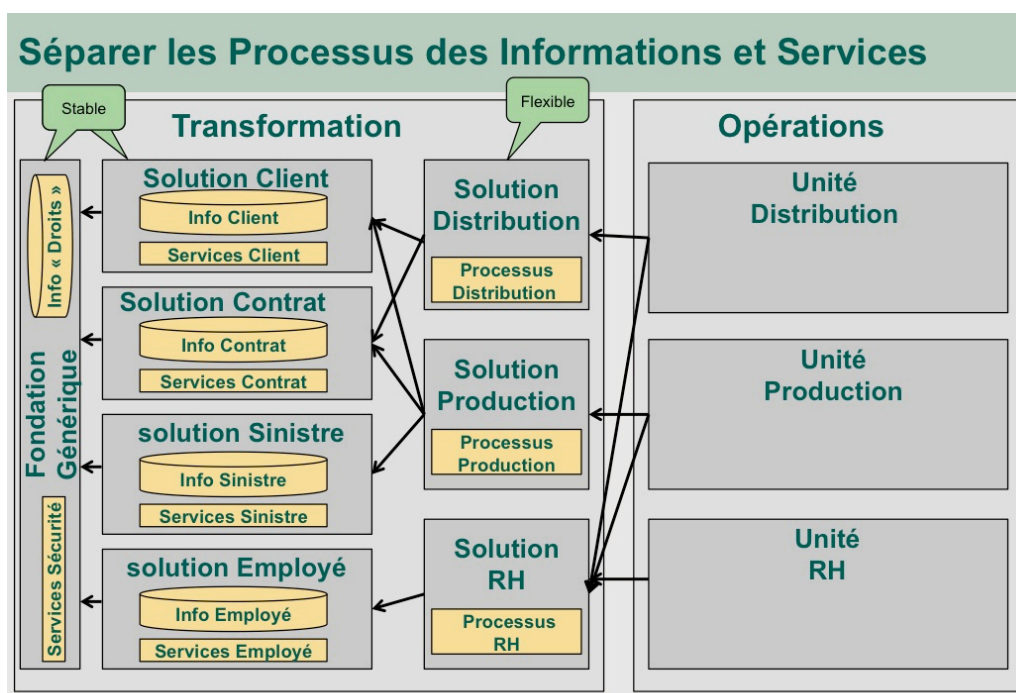 Séparer les Processus des Informations et Services
Stable
Flexible
Transformation
Opérations
Info « Droits »
Fondation
Générique
Services Sécurité
Solution Client
Info Client
Services Client
Solution Contrat
Info Contrat
Services Contrat
solution Sinistre
Info Sinistre
Services Sinistre
solution Employé
Info Employé
Services Employé
Solution
Distribution
Processus
Distribution
Solution
Production
Processus
Production
Solution
RH
Processus
RH
Unité
Distribution
Unité
Production
Unité
RH